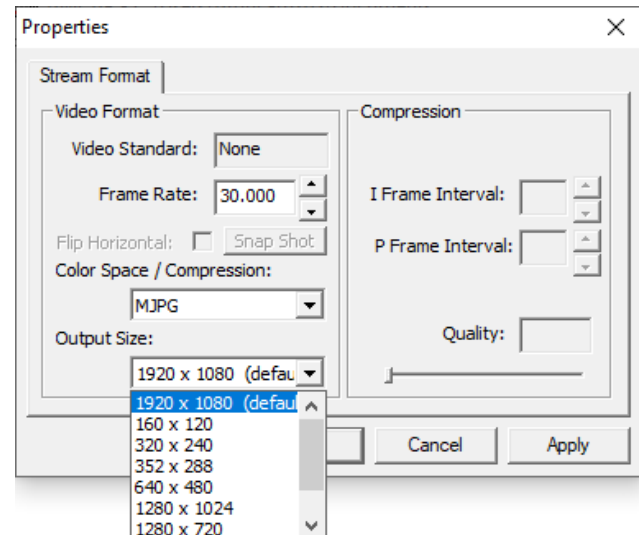 Properties
Stream Format
Video Format
Video Standard: None
Frame Rate: 30.000
Flip Horizontal: Snap Shot
Color Space / Compression:
MJPG
Output Size:
1920 x 1080 (defau
1920 x 1080 (defaul
160 x 120
320 x 240
352 x 288
640 x 480
1280 x 1024
1280 x 720
Compression
I Frame Interval:
P Frame Interval:
Quality:
Cancel
Apply